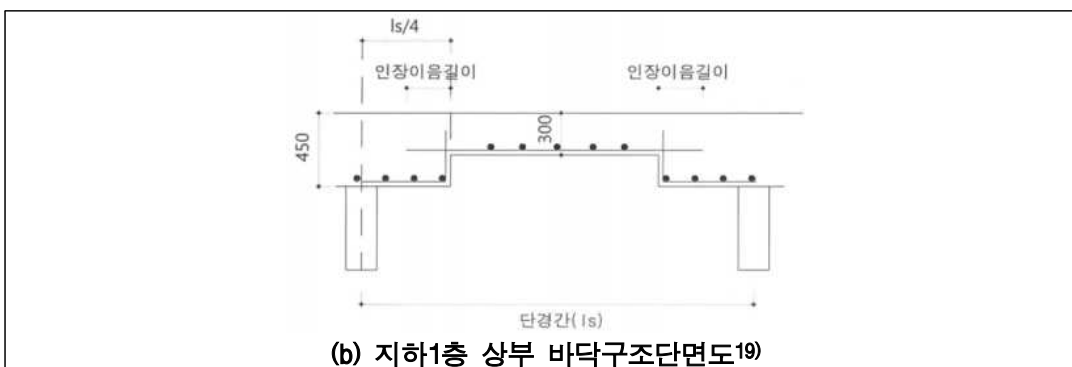 ls/4
인장이음길이 인장이음길이
450
300
단경간(ls)
(b) 지하1층 상부 바닥구조단면도19)